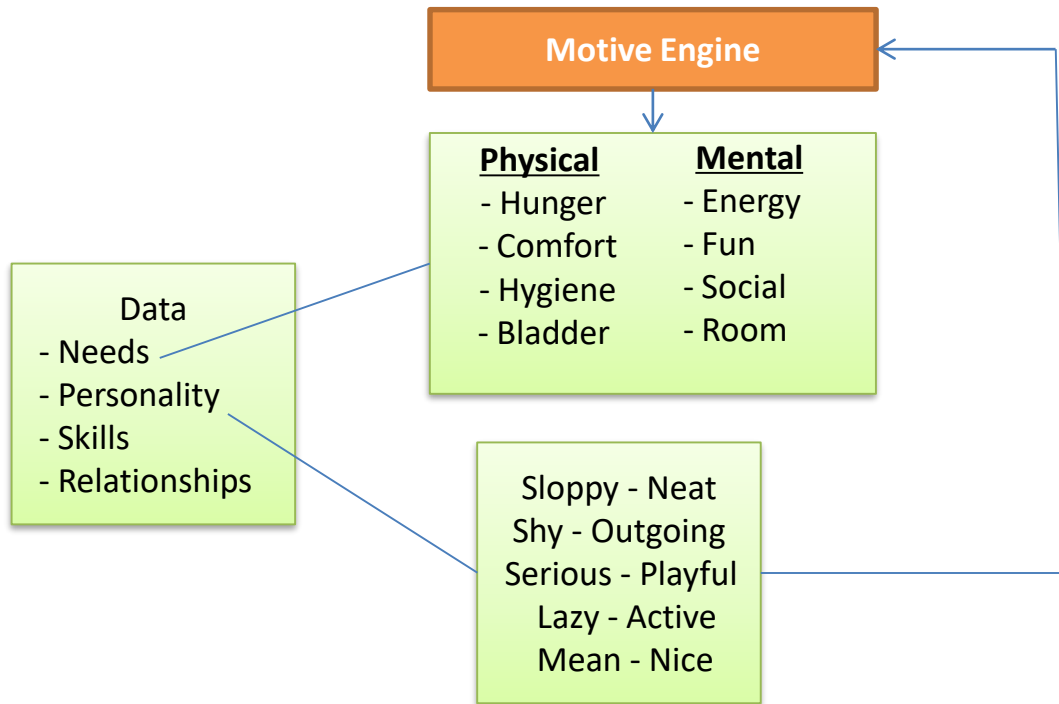 Motive Engine
Physical
- Hunger
- Comfort
- Hygiene
- Bladder
Mental
- Energy
- Fun
- Social
- Room
Data
- Needs
- Personality
- Skills
- Relationships
Sloppy - Neat
Shy - Outgoing
Serious - Playful
Lazy - Active
Mean - Nice